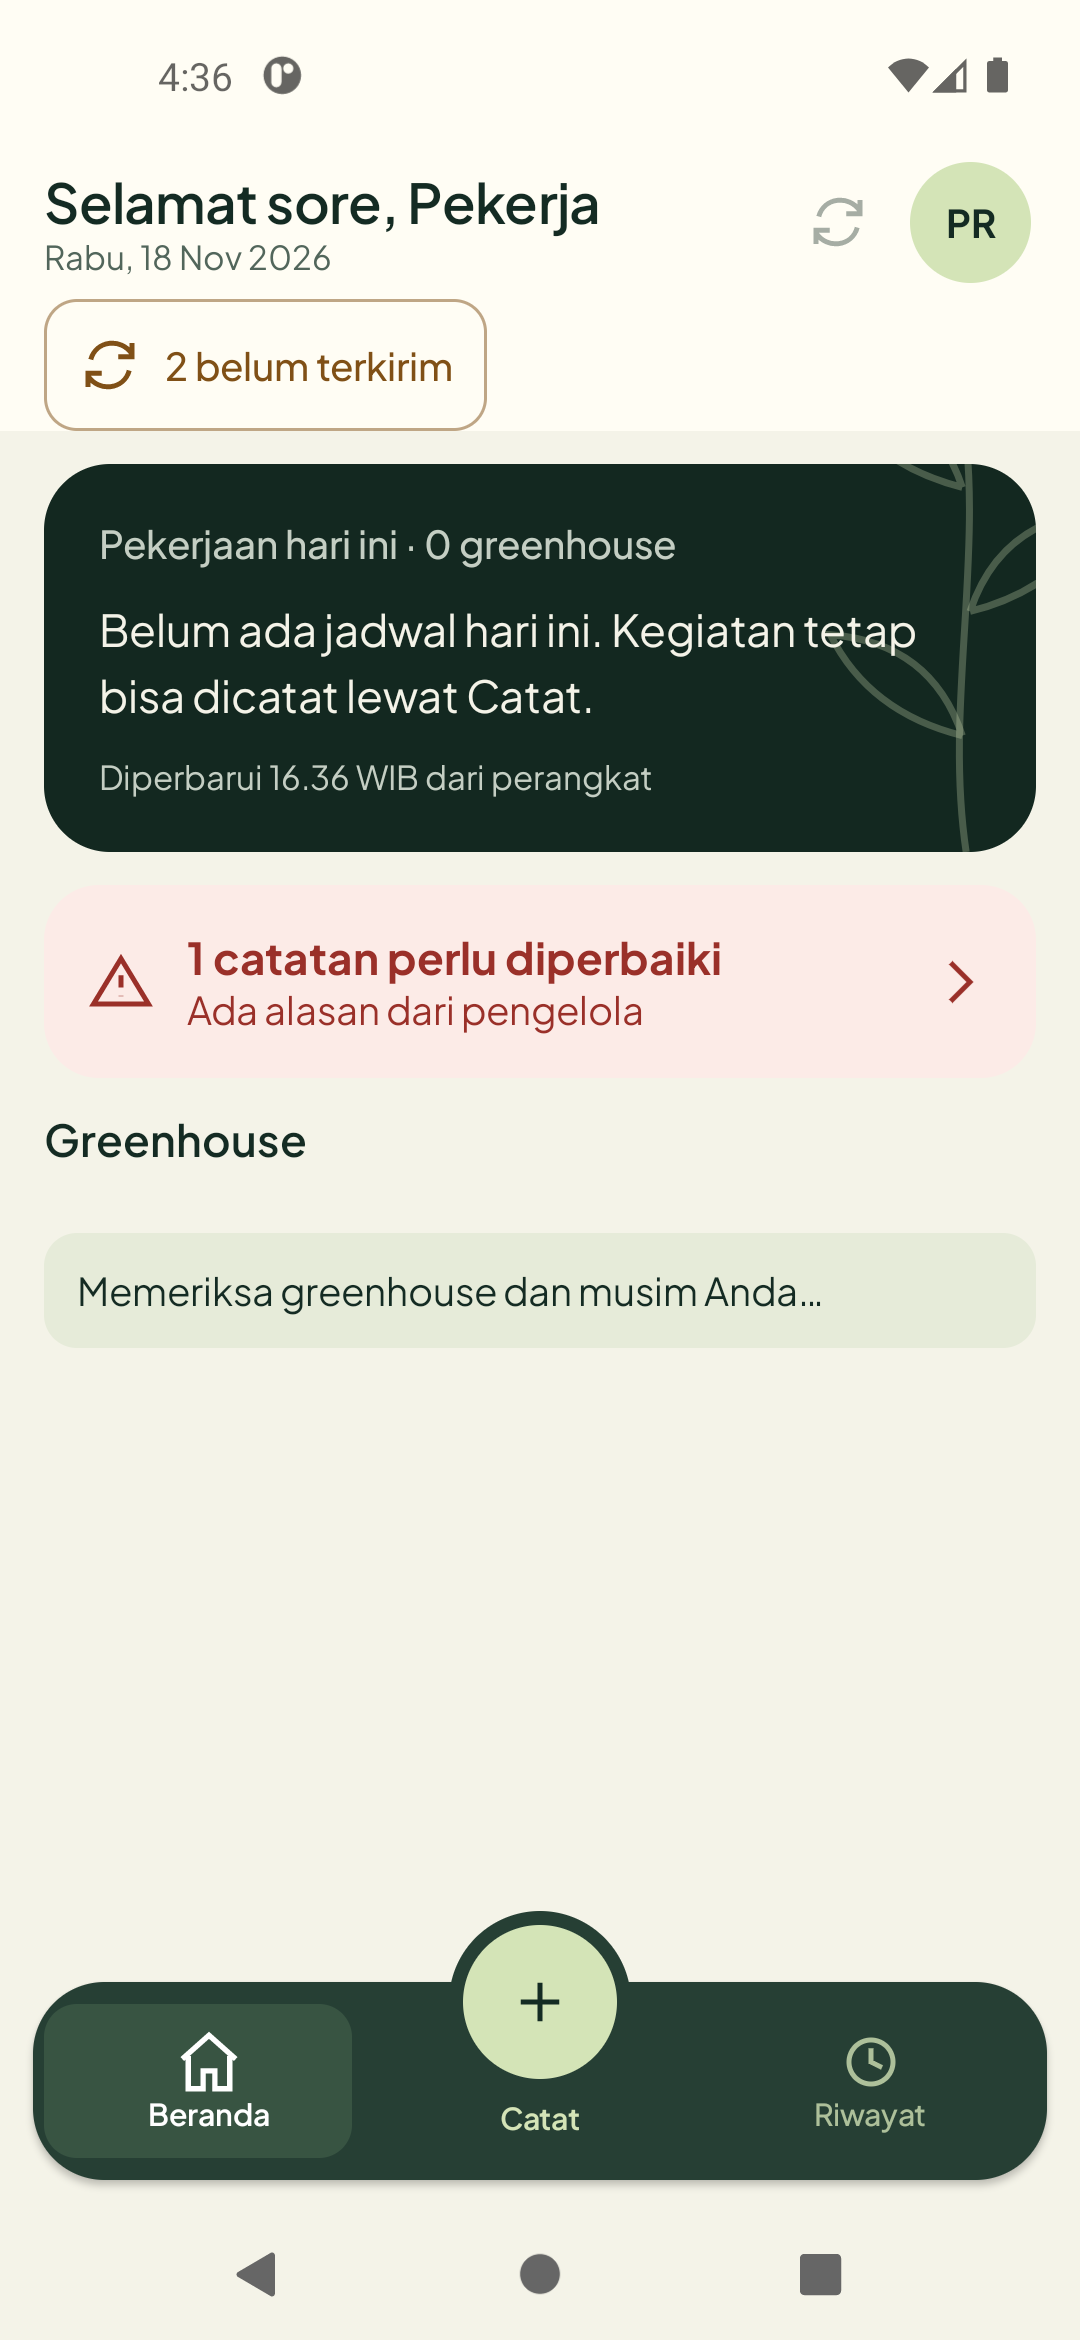 4:36
Selamat sore, Pekerja
Rabu, 18 Nov 2026
PR
2 belum terkirim
Pekerjaan hari ini · 0 greenhouse
Belum ada jadwal hari ini. Kegiatan tetap
bisa dicatat lewat Catat.
Diperbarui 16.36 WIB dari perangkat
1 catatan perlu diperbaiki
Ada alasan dari pengelola
Greenhouse
Memeriksa greenhouse dan musim Anda...
Beranda
Catat
Riwayat